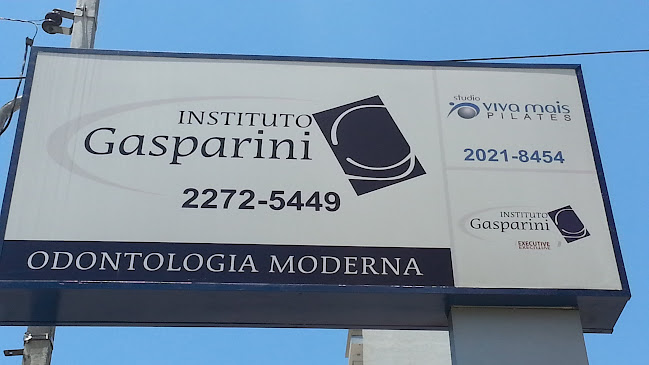 INSTITUTO
Gasparini
2272-5449
ODONTOLOGIA MODERNA
studio
viva mais
PILATES
2021-8454
INSTITUTO
Gasparini
EXECUTIVE